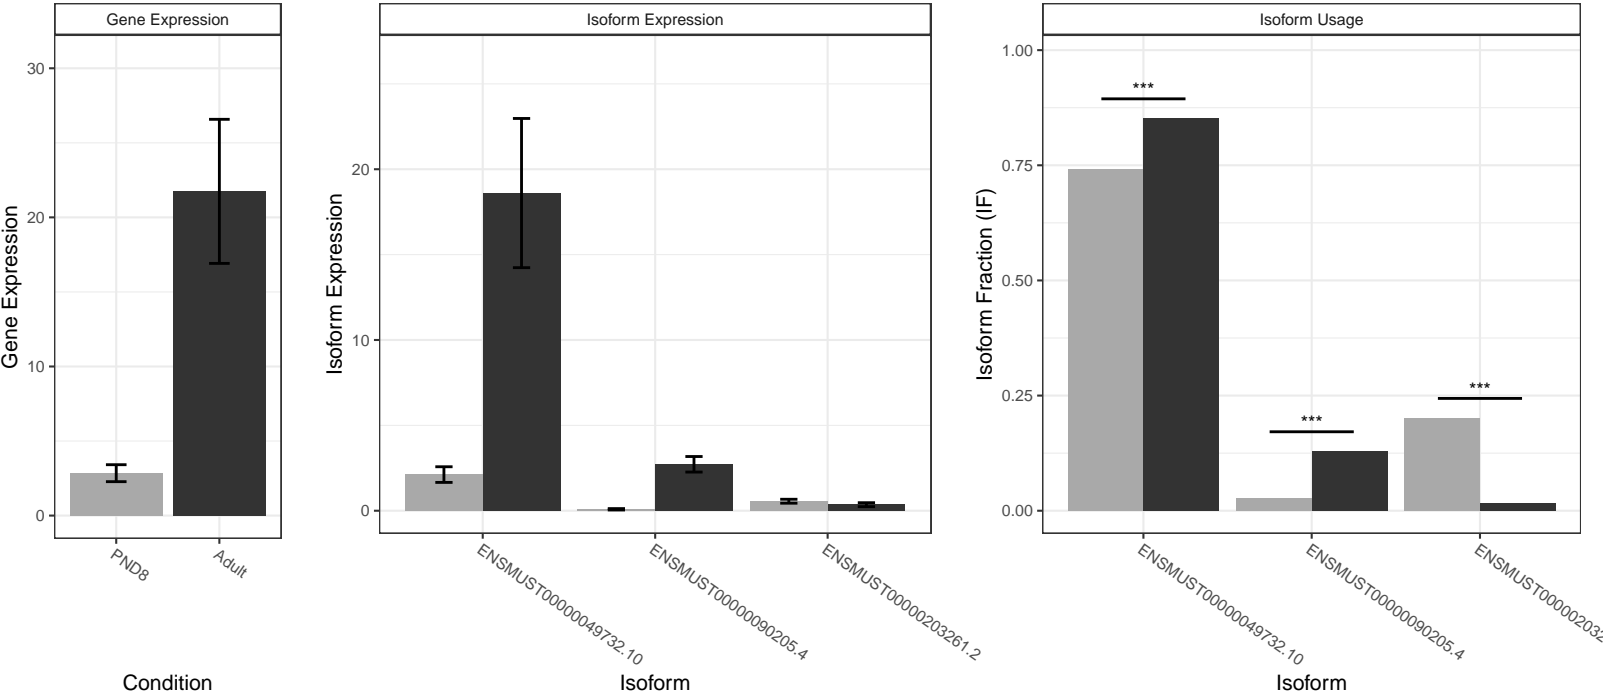 Gene Expression
Isoform Expression
Isoform Usage
Gene Expression
30
20
10
0
PND8
Adult
Condition
Isoform Expression
20
10
0
ENSMUST00000049732.10
ENSMUST00000090205.4
ENSMUST00000203261.2
Isoform
Isoform Fraction (IF)
1.00
0.75
0.50
0.25
0.00
***
***
***
ENSMUST00000049732.10
ENSMUST00000090205.4
ENSMUST000002032
Isoform